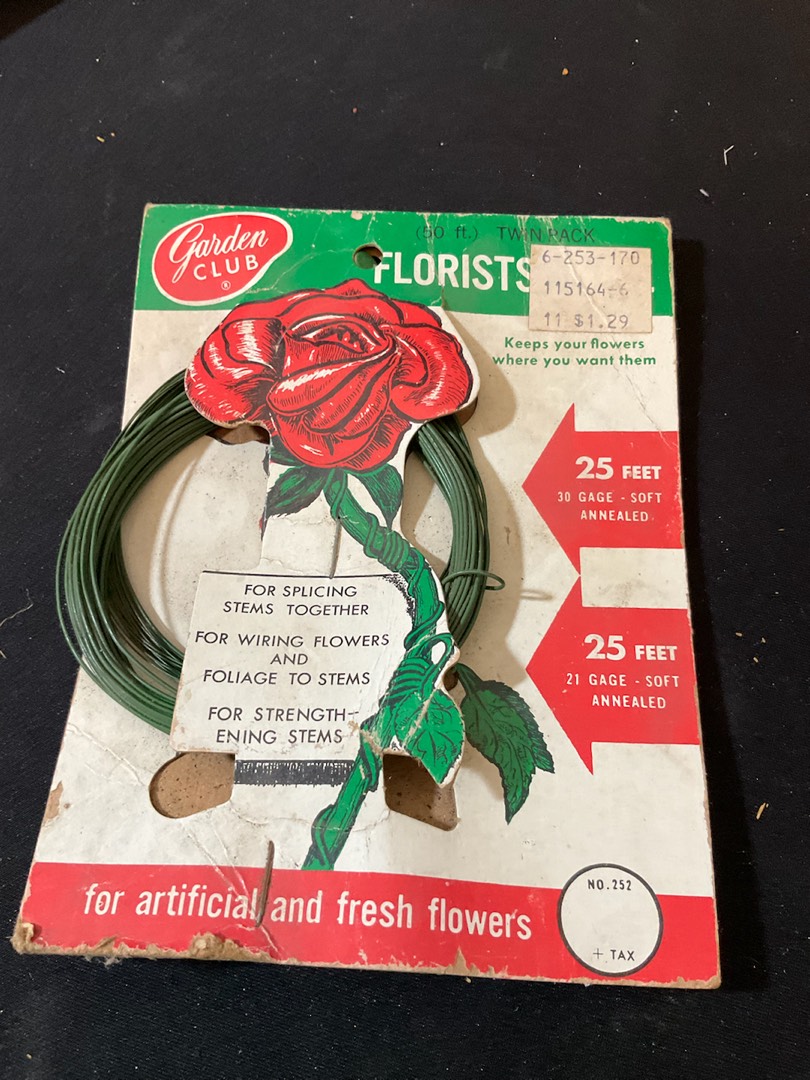 Garden
CLUB
®
(50 ft.) TWIN PACK
FLORISTS
6-253-170
115164-6
11 $1.29
Keeps your flowers
where you want them
25 FEET
30 GAGE - SOFT
ANNEALED
25 FEET
21 GAGE - SOFT
ANNEALED
FOR SPLICING
STEMS TOGETHER
FOR WIRING FLOWERS
AND
FOLIAGE TO STEMS
FOR STRENGTH-
ENING STEMS
for artificial and fresh flowers
NO. 252
+ TAX